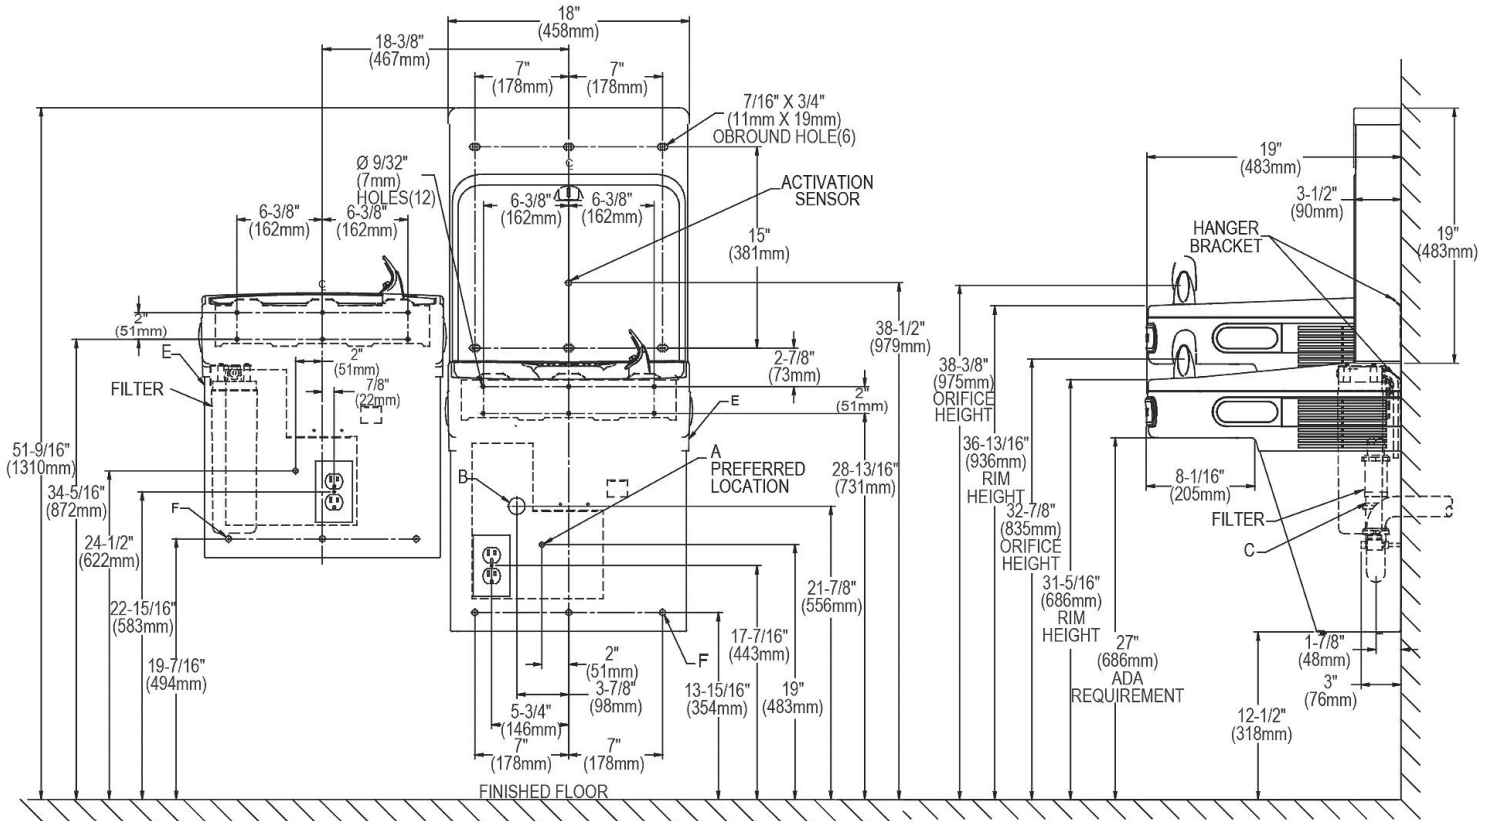 18"
(458mm)
18-3/8"
(467mm)
7"
(178mm)
7"
(178mm)
7/16" X 3/4"
(11mm X 19mm)
OBROUND HOLE(6)
Ø 9/32"
(7mm)
HOLES(12)
ACTIVATION
SENSOR
6-3/8"
(162mm)
6-3/8"
(162mm)
6-3/8"
(162mm)
6-3/8"
(162mm)
15"
(381mm)
2"
(51mm)
E
FILTER
2"
(51mm)
7/8"
(22mm)
38-1/2"
(979mm)
2-7/8"
(73mm)
2"
(51mm)
E
51-9/16"
(1310mm)
34-5/16"
(872mm)
24-1/2"
(622mm)
22-15/16"
(583mm)
19-7/16"
(494mm)
F
B
A
PREFERRED
LOCATION
28-13/16"
(731mm)
21-7/8"
(556mm)
17-7/16"
(443mm)
19"
(483mm)
13-15/16"
(354mm)
F
2"
(51mm)
3-7/8"
(98mm)
5-3/4"
(146mm)
7"
(178mm)
7"
(178mm)
FINISHED FLOOR
19"
(483mm)
3-1/2"
(90mm)
HANGER
BRACKET
19"
(483mm)
38-3/8"
(975mm)
ORIFICE
HEIGHT
36-13/16"
(936mm)
RIM
HEIGHT
32-7/8"
(835mm)
ORIFICE
HEIGHT
31-5/16"
(686mm)
RIM
HEIGHT
27"
(686mm)
ADA
REQUIREMENT
8-1/16"
(205mm)
FILTER
C
1-7/8"
(48mm)
3"
(76mm)
12-1/2"
(318mm)